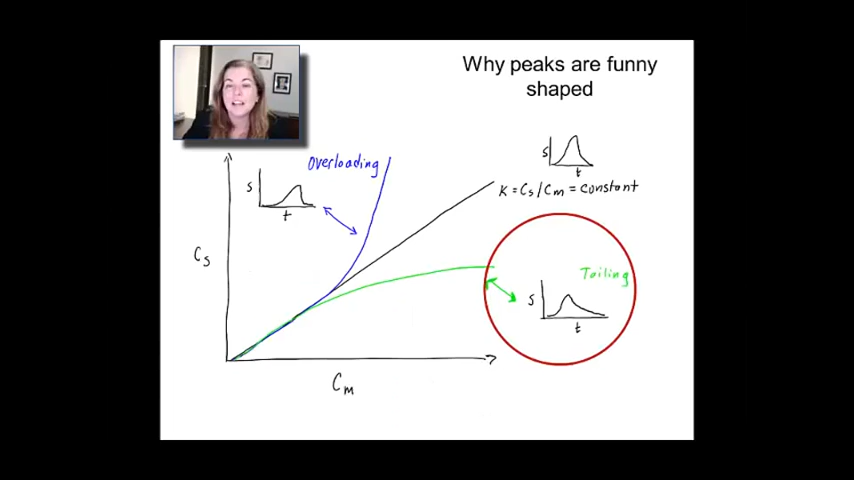 Why peaks are funny
shaped
Overloading
S
t
S
t
K = Cs/Cm = constant
Cs
Tailing
S
t
Cm